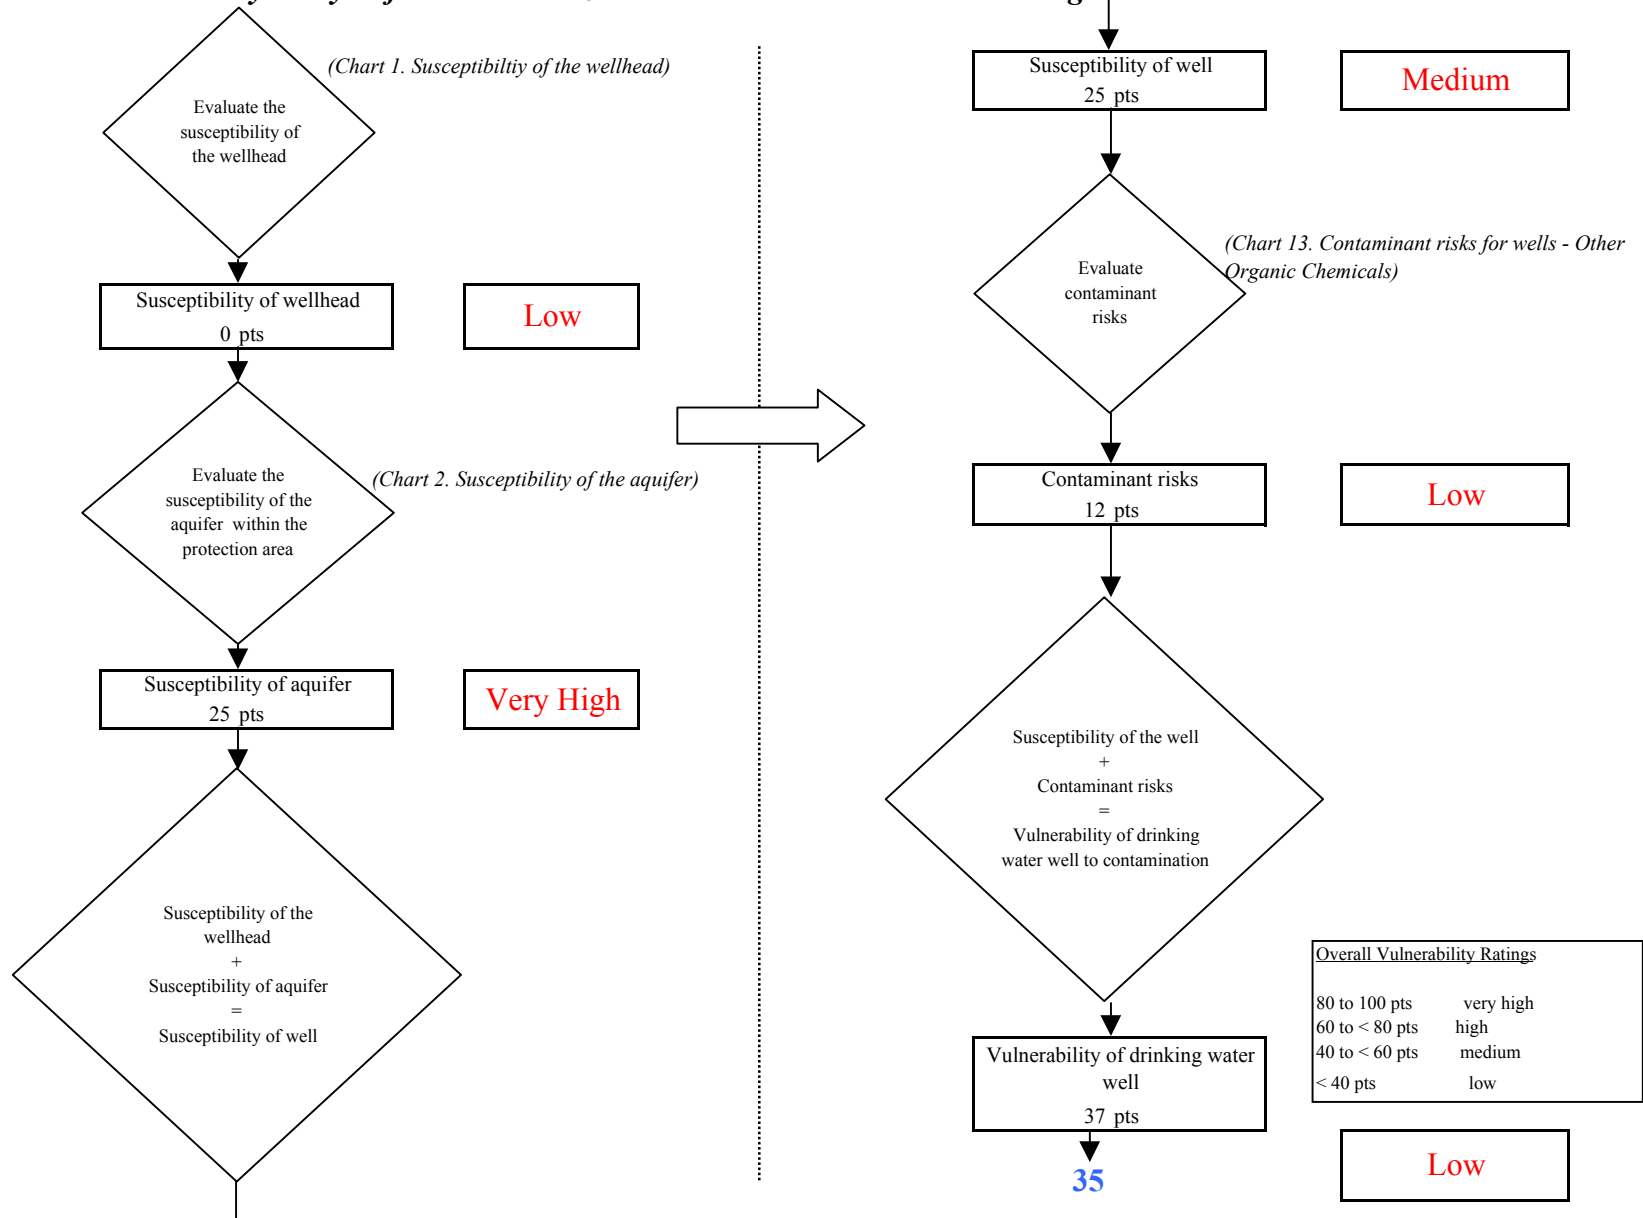 (Chart 1. Susceptibiltiy of the wellhead)
Evaluate the
susceptibility of
the wellhead
Susceptibility of wellhead
0 pts
Low
Evaluate the
susceptibility of the
aquifer within the
protection area
(Chart 2. Susceptibility of the aquifer)
Susceptibility of aquifer
25 pts
Very High
Susceptibility of the
wellhead
+
Susceptibility of aquifer
=
Susceptibility of well
Susceptibility of well
25 pts
Medium
(Chart 13. Contaminant risks for wells - Other
Organic Chemicals)
Evaluate
contaminant
risks
Contaminant risks
12 pts
Low
Susceptibility of the well
+
Contaminant risks
=
Vulnerability of drinking
water well to contamination
Overall Vulnerability Ratings
80 to 100 pts very high
60 to < 80 pts high
40 to < 60 pts medium
< 40 pts low
Vulnerability of drinking water
well
37 pts
35
Low